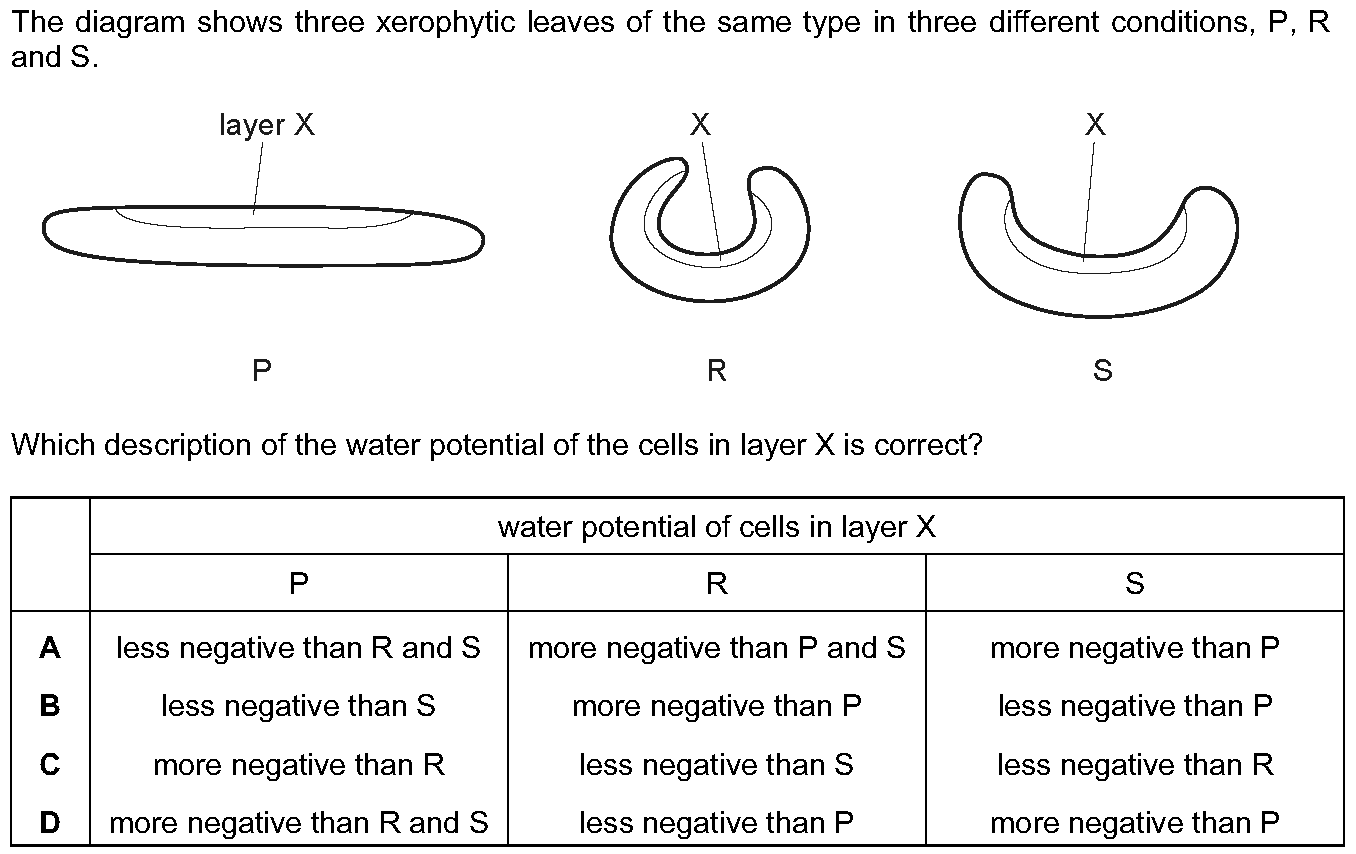 The diagram shows three xerophytic leaves of the same type in three different conditions, P, R
and S.
layer X X X
P R S
Which description of the water potential of the cells in layer X is correct?
water potential of cells in layer X
P R S
A less negative than R and S more negative than P and S more negative than P
B less negative than S more negative than P less negative than P
C more negative than R less negative than S less negative than R
D more negative than R and S less negative than P more negative than P